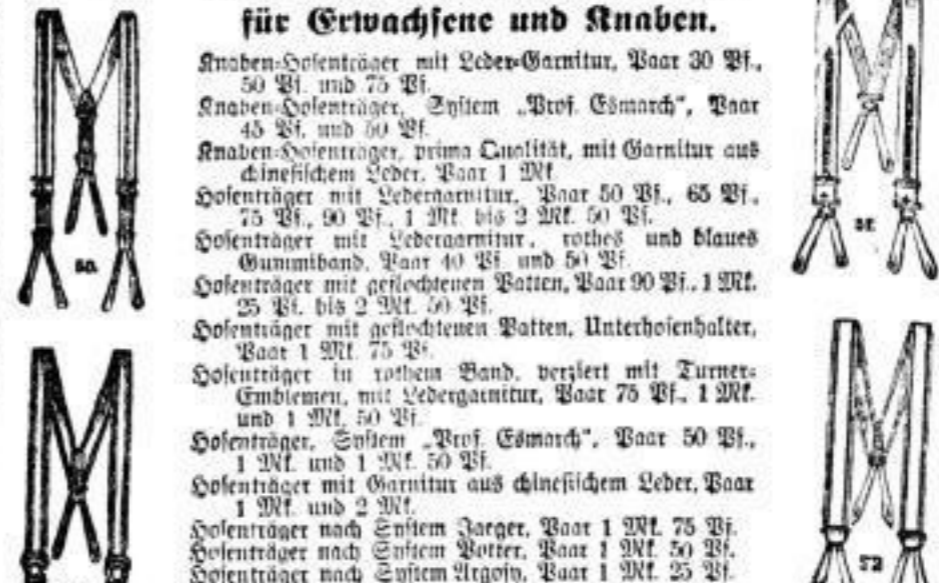 für Erwachsene und Knaben.
Knaben-Hosenträger mit Leder-Garnitur, Paar 30 Pf.,
50 Pf. und 75 Pf.
Knaben-Hosenträger, System „Prof. Esmarch“, Paar
45 Pf. und 50 Pf.
Knaben-Hosenträger, prima Qualität, mit Garnitur aus
chinesischem Leder, Paar 1 Mk.
Hosenträger mit Ledergarnitur, Paar 50 Pf., 65 Pf.,
75 Pf., 90 Pf., 1 Mk. bis 2 Mk. 50 Pf.
Hosenträger mit Ledergarnitur, rothes und blaues
Gummiband, Paar 40 Pf. und 50 Pf.
Hosenträger mit geflochtenen Patten, Paar 90 Pf., 1 Mk.
25 Pf. bis 2 Mk. 50 Pf.
Hosenträger mit geflochtenen Patten, Unterhosenhalter,
Paar 1 Mk. 75 Pf.
Hosenträger in rothem Band, verziert mit Turner-
Emblemen, mit Ledergarnitur, Paar 75 Pf., 1 Mk.
und 1 Mk. 50 Pf.
Hosenträger, System „Prof. Esmarch“, Paar 50 Pf.,
1 Mk. und 1 Mk. 50 Pf.
Hosenträger mit Garnitur aus chinesischem Leder, Paar
1 Mk. und 2 Mk.
Hosenträger nach System Jaeger, Paar 1 Mk. 75 Pf.
Hosenträger nach System Potter, Paar 1 Mk. 50 Pf.
Hosenträger nach System Argosy, Paar 1 Mk. 25 Pf.
50.
51.
52